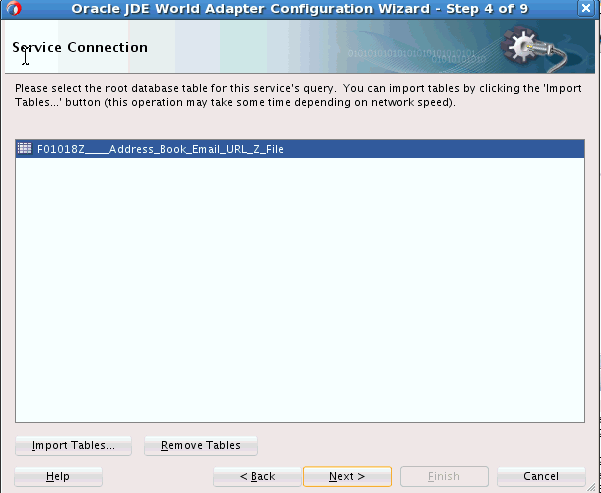 Oracle JDE World Adapter Configuration Wizard - Step 4 of 9
Service Connection
Please select the root database table for this service's query. You can import tables by clicking the 'Import
Tables...' button (this operation may take some time depending on network speed).
F01018Z____Address_Book_Email_URL_Z_File
Import Tables... Remove Tables
Help < Back Next > Finish Cancel